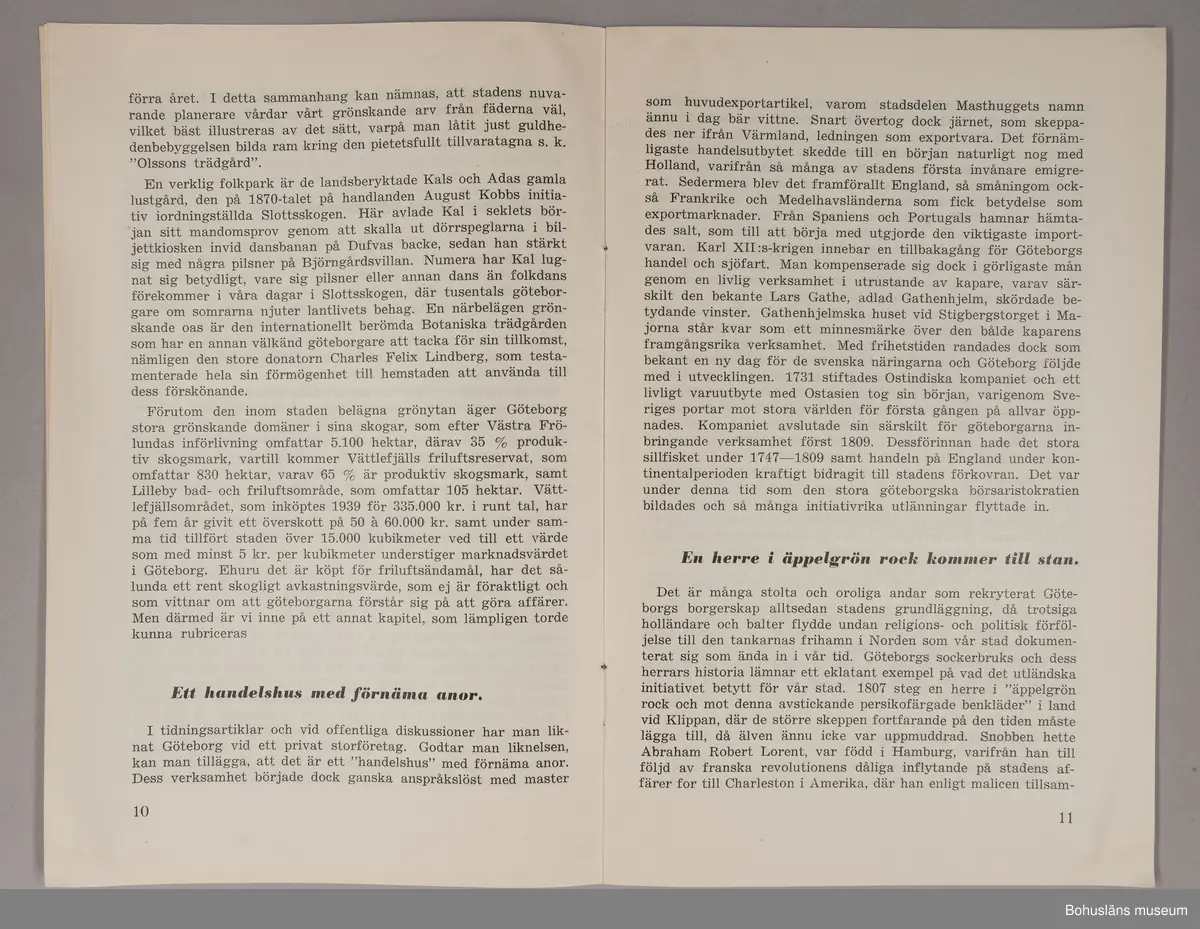 förra året. I detta sammanhang kan nämnas, att stadens nuva-
rande planerare vårdar vårt grönskande arv från fäderna väl,
vilket bäst illustreras av det sätt, varpå man låtit just guldhe-
denbebyggelsen bilda ram kring den pietetsfullt tillvaratagna s. k.
"Olssons trädgård".
En verklig folkpark är de landsberyktade Kals och Adas gamla
lustgård, den på 1870-talet på handlanden August Kobbs initia-
tiv iordningställda Slottsskogen. Här avlade Kal i seklets bör-
jan sitt mandomsprov genom att skalla ut dörrspeglarna i bil-
jettkiosken invid dansbanan på Dufvas backe, sedan han stärkt
sig med några pilsner på Björngårdsvillan. Numera har Kal lug-
nat sig betydligt, vare sig pilsner eller annan dans än folkdans
förekommer i våra dagar i Slottsskogen, där tusentals götebor-
gare om somrarna njuter lantlivets behag. En närbelägen grön-
skande oas är den internationellt berömda Botaniska trädgården
som har en annan välkänd göteborgare att tacka för sin tillkomst,
nämligen den store donatorn Charles Felix Lindberg, som testa-
menterade hela sin förmögenhet till hemstaden att använda till
dess förskönande.
Förutom den inom staden belägna grönytan äger Göteborg
stora grönskande domäner i sina skogar, som efter Västra Frö-
lundas införlivning omfattar 5.100 hektar, därav 35 % produk-
tiv skogsmark, vartill kommer Vättlefjälls friluftsreservat, som
omfattar 830 hektar, varav 65 % är produktiv skogsmark, samt
Lilleby bad- och friluftsområde, som omfattar 105 hektar. Vätt-
lefjällsområdet, som inköptes 1939 för 335.000 kr. i runt tal, har
på fem år givit ett överskott på 50 à 60.000 kr. samt under sam-
ma tid tillfört staden över 15.000 kubikmeter ved till ett värde
som med minst 5 kr. per kubikmeter understiger marknadsvärdet
i Göteborg. Ehuru det är köpt för friluftsändamål, har det så-
lunda ett rent skogligt avkastningsvärde, som ej är föraktligt och
som vittnar om att göteborgarna förstår sig på att göra affärer.
Men därmed är vi inne på ett annat kapitel, som lämpligen torde
kunna rubriceras
Ett handelshus med förnäma anor.
I tidningsartiklar och vid offentliga diskussioner har man lik-
nat Göteborg vid ett privat storföretag. Godtar man liknelsen,
kan man tillägga, att det är ett "handelshus" med förnäma anor.
Dess verksamhet började dock ganska anspråkslöst med master
10
som huvudexportartikel, varom stadsdelen Masthuggets namn
ännu i dag bär vittne. Snart övertog dock järnet, som skeppa-
des ner ifrån Värmland, ledningen som exportvara. Det förnäm-
ligaste handelsutbytet skedde till en början naturligt nog med
Holland, varifrån så många av stadens första invånare emigre-
rat. Sedermera blev det framförallt England, så småningom ock-
så Frankrike och Medelhavsländerna som fick betydelse som
exportmarknader. Från Spaniens och Portugals hamnar hämta-
des salt, som till att börja med utgjorde den viktigaste import-
varan. Karl XII:s-krigen innebar en tillbakagång för Göteborgs
handel och sjöfart. Man kompenserade sig dock i görligaste mån
genom en livlig verksamhet i utrustande av kapare, varav sär-
skilt den bekante Lars Gathe, adlad Gathenhjelm, skördade be-
tydande vinster. Gathenhjelmska huset vid Stigbergstorget i Ma-
jorna står kvar som ett minnesmärke över den bålde kaparens
framgångsrika verksamhet. Med frihetstiden randades dock som
bekant en ny dag för de svenska näringarna och Göteborg följde
med i utvecklingen. 1731 stiftades Ostindiska kompaniet och ett
livligt varuutbyte med Ostasien tog sin början, varigenom Sve-
riges portar mot stora världen för första gången på allvar öpp-
nades. Kompaniet avslutade sin särskilt för göteborgarna in-
bringande verksamhet först 1809. Dessförinnan hade det stora
sillfisket under 1747—1809 samt handeln på England under kon-
tinentalperioden kraftigt bidragit till stadens förkovran. Det var
under denna tid som den stora göteborgska börsaristokratien
bildades och så många initiativrika utlänningar flyttade in.
En herre i äppelgrön rock kommer till stan.
Det är många stolta och oroliga andar som rekryterat Göte-
borgs borgerskap alltsedan stadens grundläggning, då trotsiga
holländare och balter flydde undan religions- och politisk förföl-
jelse till den tankarnas frihamn i Norden som vår stad dokumen-
terat sig som ända in i vår tid. Göteborgs sockerbruks och dess
herrars historia lämnar ett eklatant exempel på vad det utländska
initiativet betytt för vår stad. 1807 steg en herre i "äppelgrön
rock och mot denna avstickande persikofärgade benkläder" i land
vid Klippan, där de större skeppen fortfarande på den tiden måste
lägga till, då älven ännu icke var uppmuddrad. Snobben hette
Abraham Robert Lorent, var född i Hamburg, varifrån han till
följd av franska revolutionens dåliga inflytande på stadens af-
färer for till Charleston i Amerika, där han enligt malicen tillsam-
11
Bohusläns museum